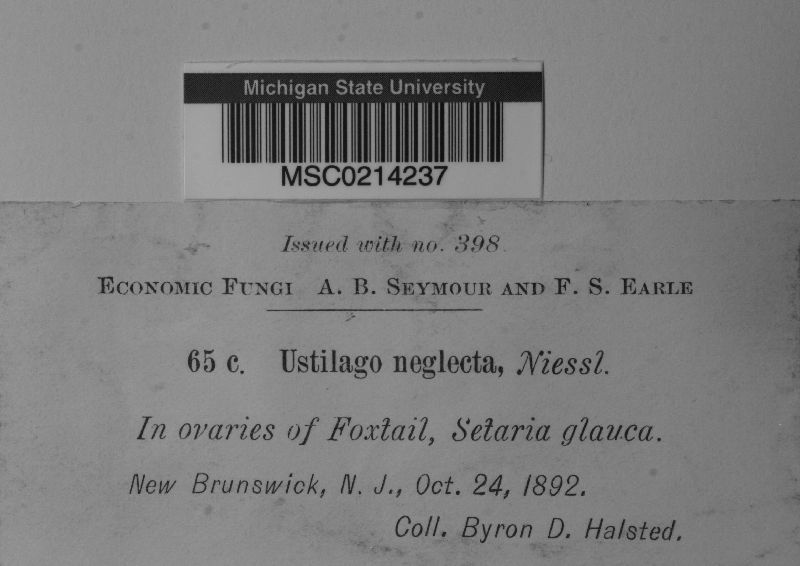 Michigan State University
MSC0214237
Issued with no. 398.
Economic Fungi A. B. Seymour and F. S. Earle
65 c. Ustilago neglecta, Niessl.
In ovaries of Foxtail, Setaria glauca.
New Brunswick, N. J., Oct. 24, 1892.
Coll. Byron D. Halsted.